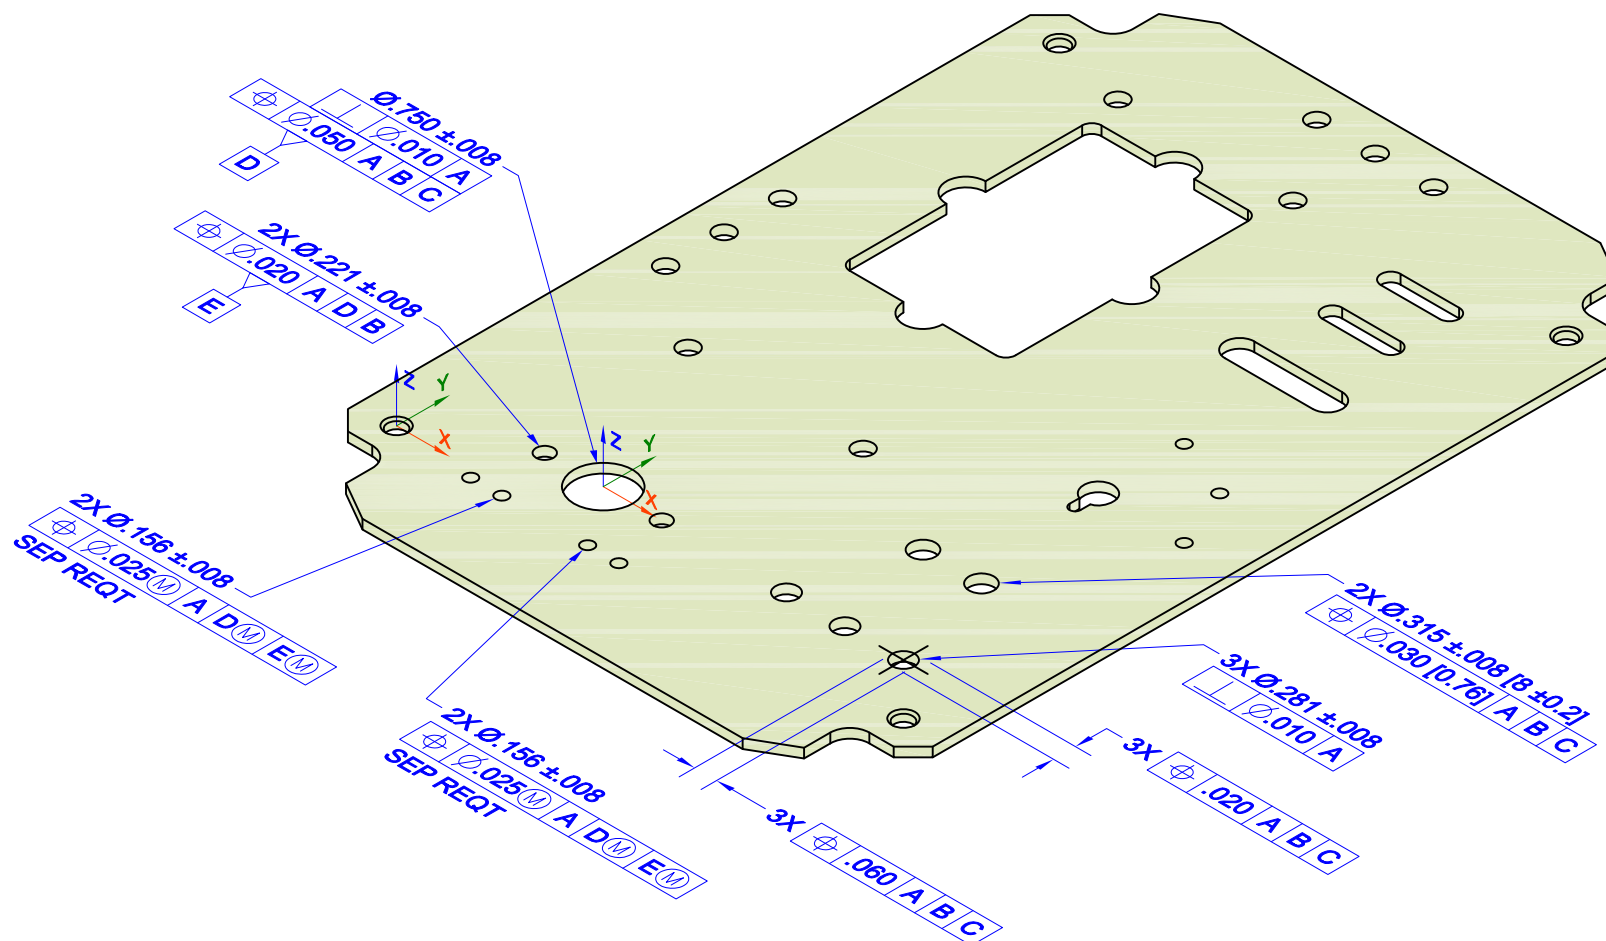 Ø.750±.008
⊥ Ø.010 A
⌖ Ø.050 A B C
D
2X Ø.221±.008
⌖ Ø.020 A D B
E
Z
Y
X
Z
Y
X
2X Ø.156±.008
⌖ Ø.025Ⓜ A DⓂ EⓂ
SEP REQT
2X Ø.156±.008
⌖ Ø.025Ⓜ A DⓂ EⓂ
SEP REQT
2X Ø.315±.008 [8 ±0.2]
⌖ Ø.030 [0.76] A B C
3X Ø.281±.008
⊥ Ø.010 A
3X ⌖ .020 A B C
3X ⌖ .060 A B C